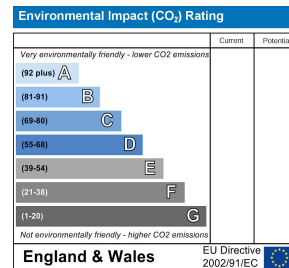 Environmental Impact (CO₂) Rating
Current Potential
Very environmentally friendly - lower CO2 emissions
(92 plus) A
(81-91) B
(69-80) C
(55-68) D
(39-54) E
(21-38) F
(1-20) G
Not environmentally friendly - higher CO2 emissions
England & Wales
EU Directive
2002/91/EC